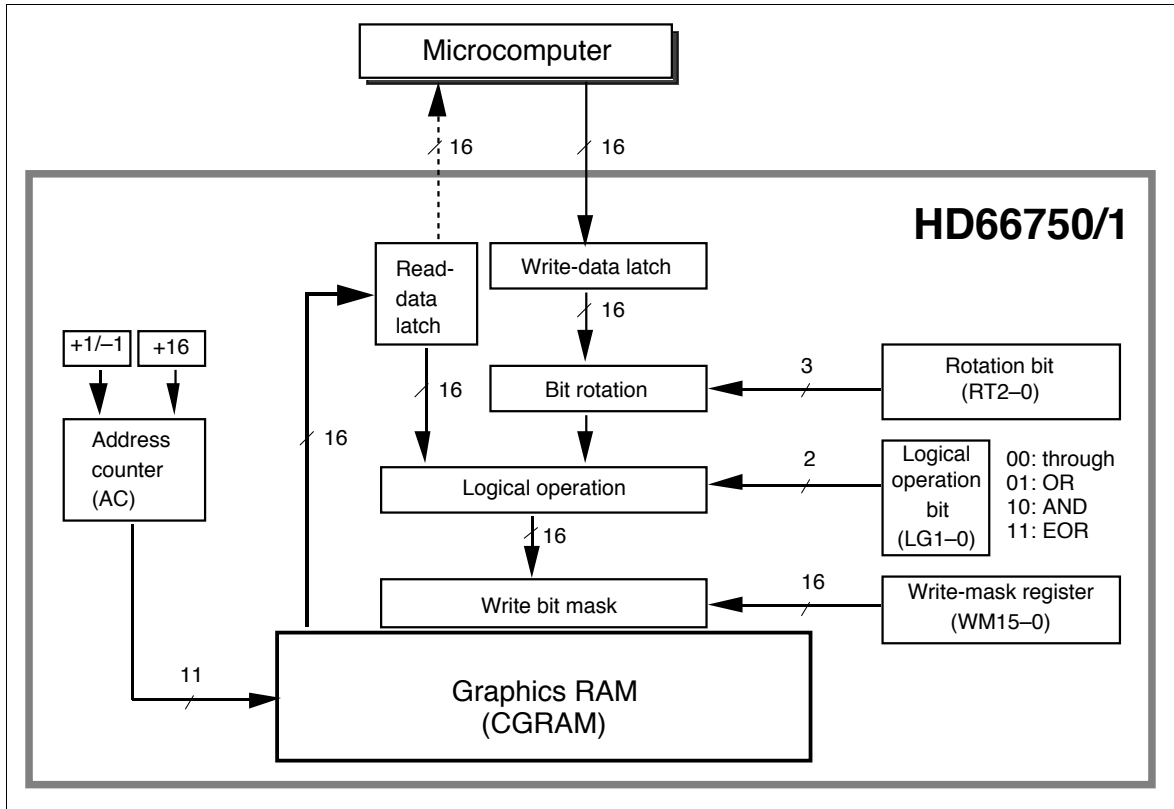 Microcomputer
16
16
HD66750/1
Read-
data
latch
Write-data latch
16
+1/–1
+16
3
Rotation bit
(RT2–0)
Bit rotation
16
16
Address
counter
(AC)
2
Logical
operation
bit
(LG1–0)
00: through
01: OR
10: AND
11: EOR
Logical operation
16
16
Write-mask register
(WM15–0)
Write bit mask
11
Graphics RAM
(CGRAM)